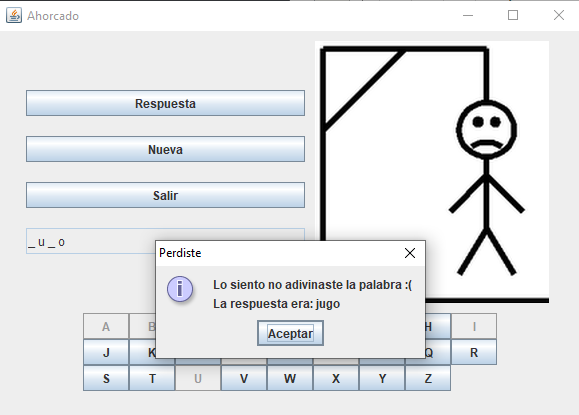 Ahorcado
Respuesta
Nueva
Salir
_ u _ o
Perdiste
Lo siento no adivinaste la palabra :(
La respuesta era: jugo
Aceptar
A B H I
J K Q R
S T U V W X Y Z